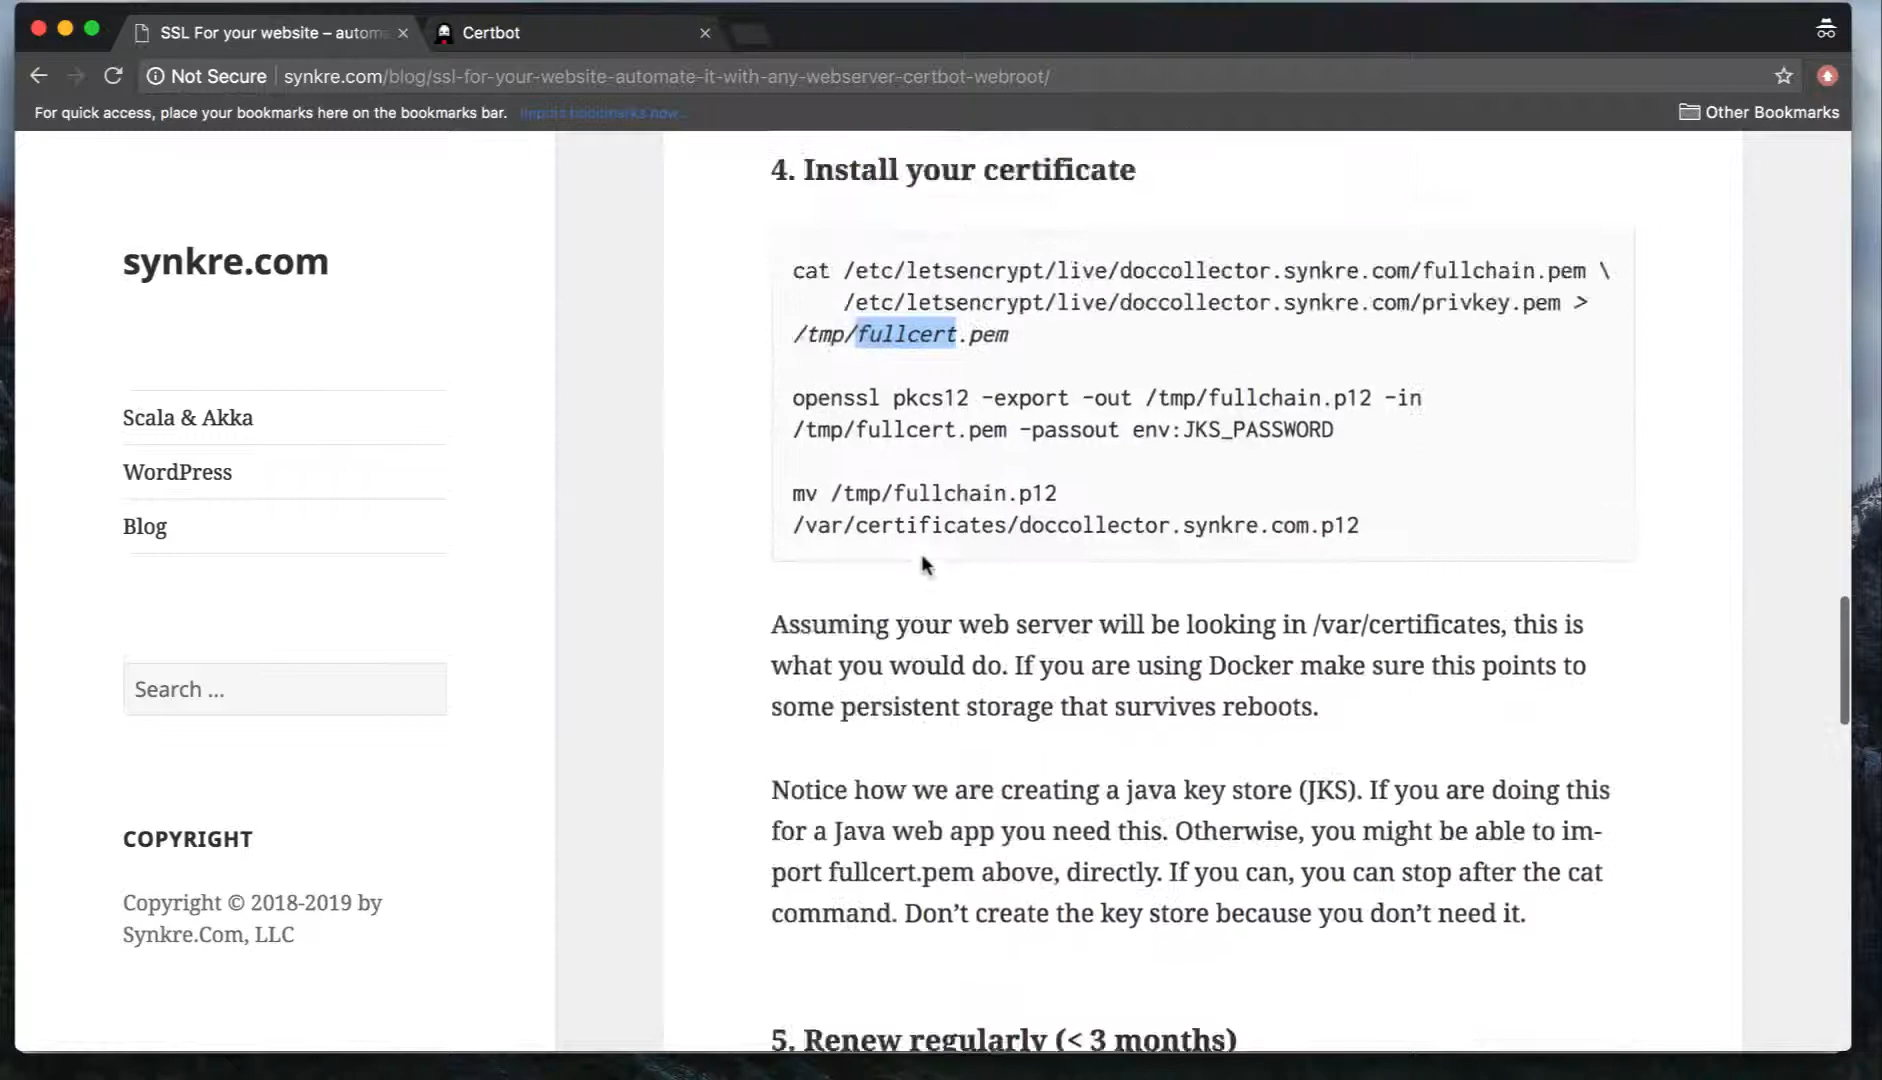 SSL For your website – autom
Certbot
Not Secure
synkre.com/blog/ssl-for-your-website-automate-it-with-any-webserver-certbot-webroot/
For quick access, place your bookmarks here on the bookmarks bar. Import bookmarks now...
Other Bookmarks
synkre.com
Scala & Akka
WordPress
Blog
Search ...
COPYRIGHT
Copyright © 2018-2019 by
Synkre.Com, LLC
4. Install your certificate
cat /etc/letsencrypt/live/doccollector.synkre.com/fullchain.pem \
/etc/letsencrypt/live/doccollector.synkre.com/privkey.pem >
/tmp/fullcert.pem
openssl pkcs12 -export -out /tmp/fullchain.p12 -in
/tmp/fullcert.pem -passout env:JKS_PASSWORD
mv /tmp/fullchain.p12
/var/certificates/doccollector.synkre.com.p12
Assuming your web server will be looking in /var/certificates, this is
what you would do. If you are using Docker make sure this points to
some persistent storage that survives reboots.
Notice how we are creating a java key store (JKS). If you are doing this
for a Java web app you need this. Otherwise, you might be able to im-
port fullcert.pem above, directly. If you can, you can stop after the cat
command. Don’t create the key store because you don’t need it.
5. Renew regularly (< 3 months)